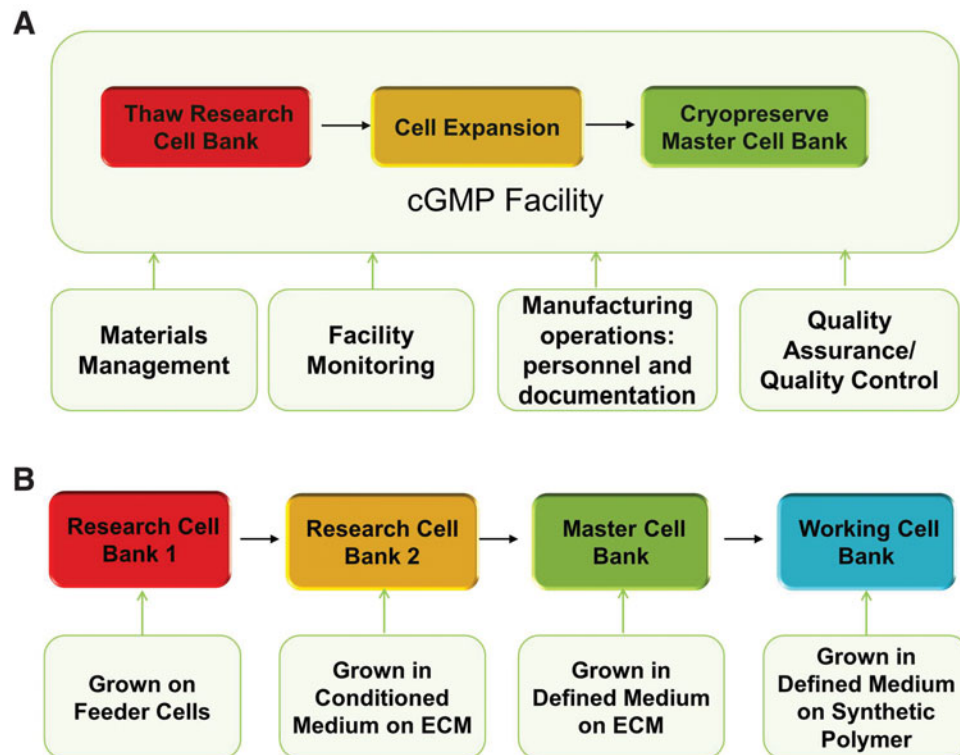 A
Thaw Research
Cell Bank
Cell Expansion
Cryopreserve
Master Cell Bank
cGMP Facility
Materials
Management
Facility
Monitoring
Manufacturing
operations:
personnel and
documentation
Quality
Assurance/
Quality Control
B
Research Cell
Bank 1
Research Cell
Bank 2
Master Cell
Bank
Working Cell
Bank
Grown on
Feeder Cells
Grown in
Conditioned
Medium on ECM
Grown in
Defined Medium
on ECM
Grown in
Defined Medium
on Synthetic
Polymer